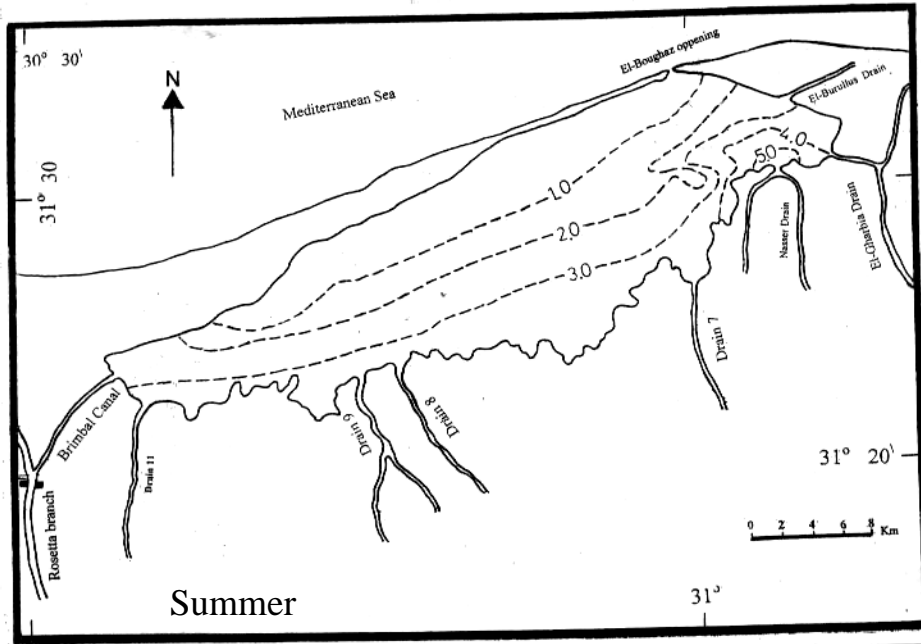 30° 30'
N
El-Boughaz oppening
Mediterranean Sea
El-Burullus Drain
31° 30
1.0
2.0
3.0
4.0
5.0
Nasser Drain
El-Gharbia Drain
Drain 7
Brimbal Canal
Drain 11
Drain 9
Drain 8
Rosetta branch
31° 20'
0 2 4 6 8 Km
Summer
31°